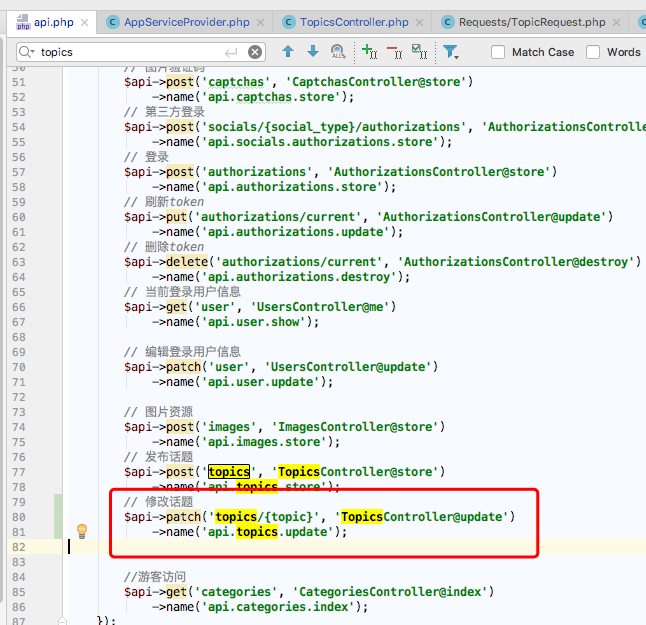 api.php × AppServiceProvider.php × TopicsController.php × Requests/TopicRequest.php ×
topics Match Case Words
50 // 图片验证码
51 $api->post('captchas', 'CaptchasController@store')
52 ->name('api.captchas.store');
53 // 第三方登录
54 $api->post('socials/{social_type}/authorizations', 'AuthorizationsControlle
55 ->name('api.socials.authorizations.store');
56 // 登录
57 $api->post('authorizations', 'AuthorizationsController@store')
58 ->name('api.authorizations.store');
59 // 刷新token
60 $api->put('authorizations/current', 'AuthorizationsController@update')
61 ->name('api.authorizations.update');
62 // 删除token
63 $api->delete('authorizations/current', 'AuthorizationsController@destroy')
64 ->name('api.authorizations.destroy');
65 // 当前登录用户信息
66 $api->get('user', 'UsersController@me')
67 ->name('api.user.show');
68
69 // 编辑登录用户信息
70 $api->patch('user', 'UsersController@update')
71 ->name('api.user.update');
72
73 // 图片资源
74 $api->post('images', 'ImagesController@store')
75 ->name('api.images.store');
76 // 发布话题
77 $api->post('topics', 'TopicsController@store')
78 ->name('api.topics.store');
79 // 修改话题
80 $api->patch('topics/{topic}', 'TopicsController@update')
81 ->name('api.topics.update');
82
83
84 //游客访问
85 $api->get('categories', 'CategoriesController@index')
86 ->name('api.categories.index');
87 });